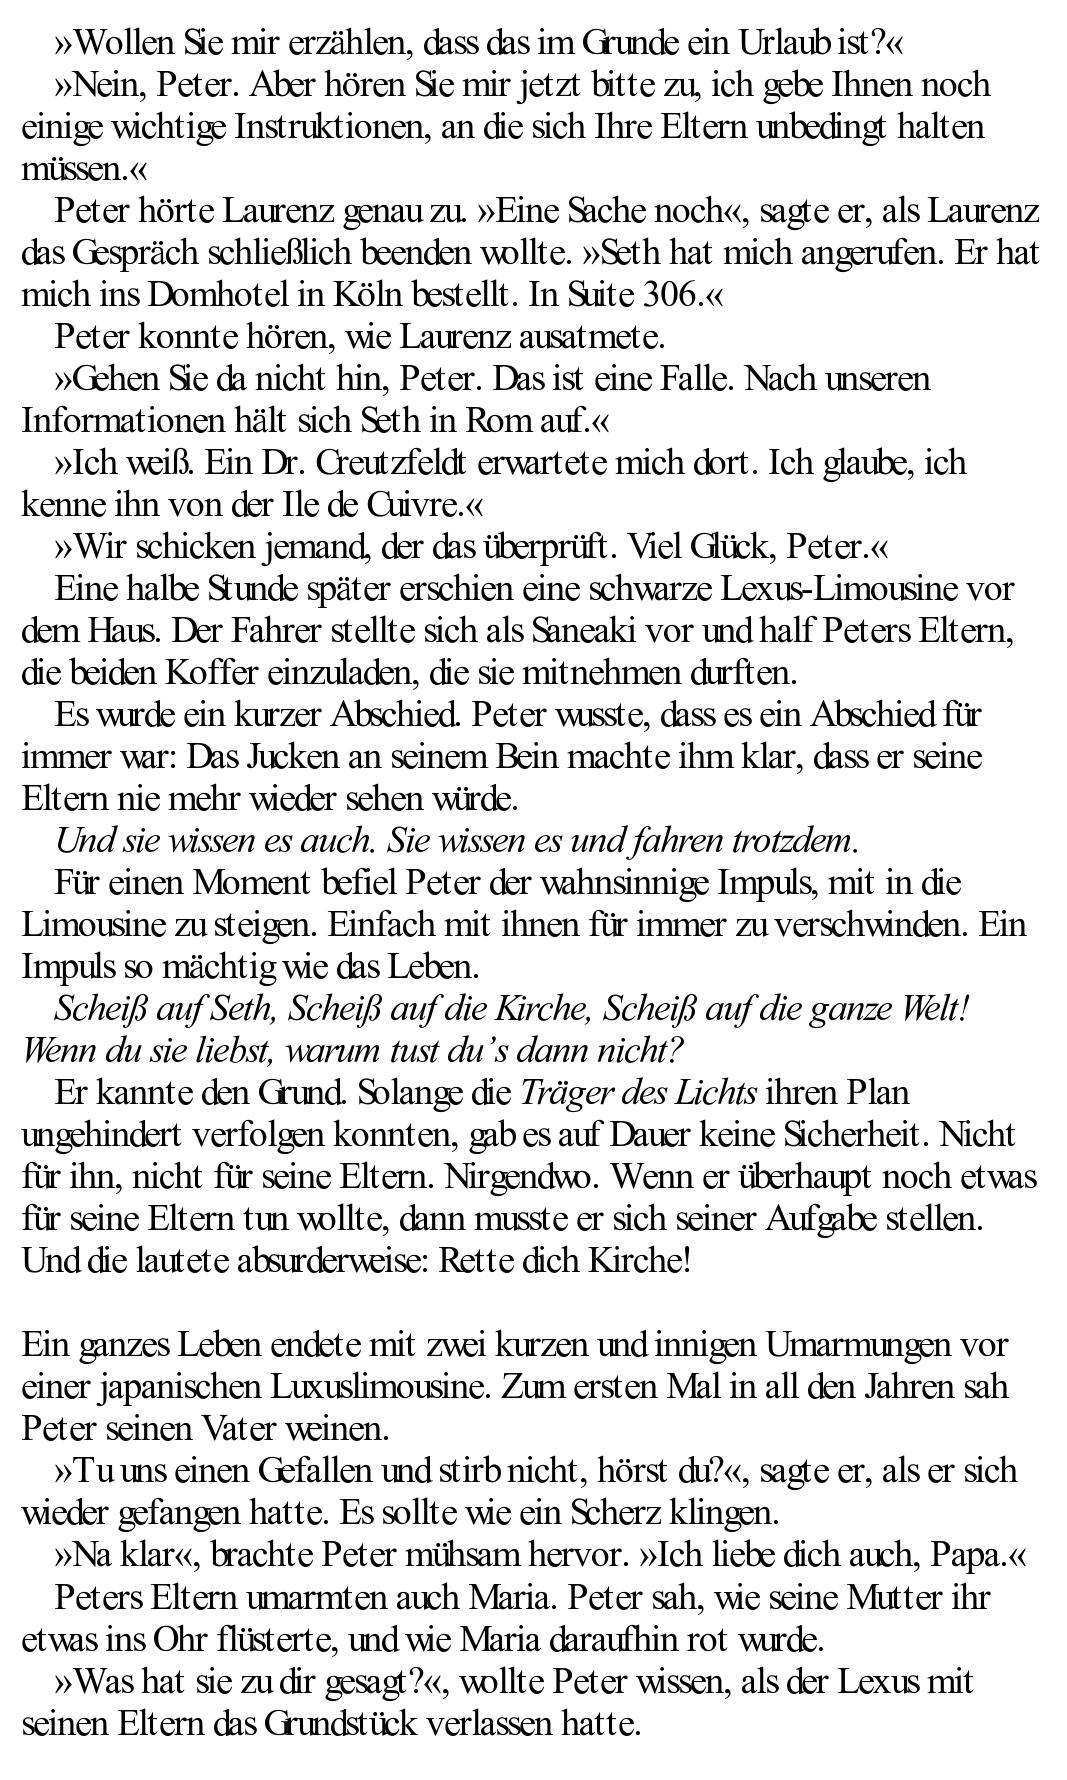 »Wollen Sie mir erzählen, dass das im Grunde ein Urlaub ist?«
»Nein, Peter. Aber hören Sie mir jetzt bitte zu, ich gebe Ihnen noch
einige wichtige Instruktionen, an die sich Ihre Eltern unbedingt halten
müssen.«
Peter hörte Laurenz genau zu. »Eine Sache noch«, sagte er, als Laurenz
das Gespräch schließlich beenden wollte. »Seth hat mich angerufen. Er hat
mich ins Domhotel in Köln bestellt. In Suite 306.«
Peter konnte hören, wie Laurenz ausatmete.
»Gehen Sie da nicht hin, Peter. Das ist eine Falle. Nach unseren
Informationen hält sich Seth in Rom auf.«
»Ich weiß. Ein Dr. Creutzfeldt erwartete mich dort. Ich glaube, ich
kenne ihn von der Ile de Cuivre.«
»Wir schicken jemand, der das überprüft. Viel Glück, Peter.«
Eine halbe Stunde später erschien eine schwarze Lexus-Limousine vor
dem Haus. Der Fahrer stellte sich als Saneaki vor und half Peters Eltern,
die beiden Koffer einzuladen, die sie mitnehmen durften.
Es wurde ein kurzer Abschied. Peter wusste, dass es ein Abschied für
immer war: Das Jucken an seinem Bein machte ihm klar, dass er seine
Eltern nie mehr wieder sehen würde.
Und sie wissen es auch. Sie wissen es und fahren trotzdem.
Für einen Moment befiel Peter der wahnsinnige Impuls, mit in die
Limousine zu steigen. Einfach mit ihnen für immer zu verschwinden. Ein
Impuls so mächtig wie das Leben.
Scheiß auf Seth, Scheiß auf die Kirche, Scheiß auf die ganze Welt!
Wenn du sie liebst, warum tust du’s dann nicht?
Er kannte den Grund. Solange die Träger des Lichts ihren Plan
ungehindert verfolgen konnten, gab es auf Dauer keine Sicherheit. Nicht
für ihn, nicht für seine Eltern. Nirgendwo. Wenn er überhaupt noch etwas
für seine Eltern tun wollte, dann musste er sich seiner Aufgabe stellen.
Und die lautete absurderweise: Rette dich Kirche!
Ein ganzes Leben endete mit zwei kurzen und innigen Umarmungen vor
einer japanischen Luxuslimousine. Zum ersten Mal in all den Jahren sah
Peter seinen Vater weinen.
»Tu uns einen Gefallen und stirb nicht, hörst du?«, sagte er, als er sich
wieder gefangen hatte. Es sollte wie ein Scherz klingen.
»Na klar«, brachte Peter mühsam hervor. »Ich liebe dich auch, Papa.«
Peters Eltern umarmten auch Maria. Peter sah, wie seine Mutter ihr
etwas ins Ohr flüsterte, und wie Maria daraufhin rot wurde.
»Was hat sie zu dir gesagt?«, wollte Peter wissen, als der Lexus mit
seinen Eltern das Grundstück verlassen hatte.